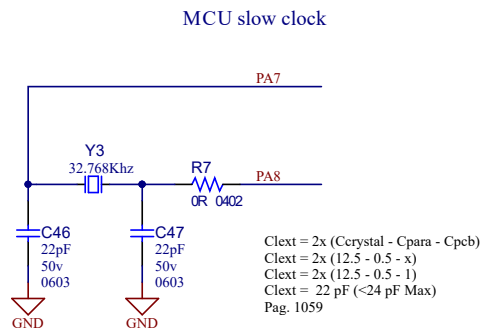 MCU slow clock
PA7
Y3
32.768Khz
R7
PA8
0R 0402
C46
22pF
50v
0603
C47
22pF
50v
0603
Clext = 2x (Ccrystal - Cpara - Cpcb)
Clext = 2x (12.5 - 0.5 - x)
Clext = 2x (12.5 - 0.5 - 1)
Clext =  22 pF (<24 pF Max)
Pag. 1059
GND
GND